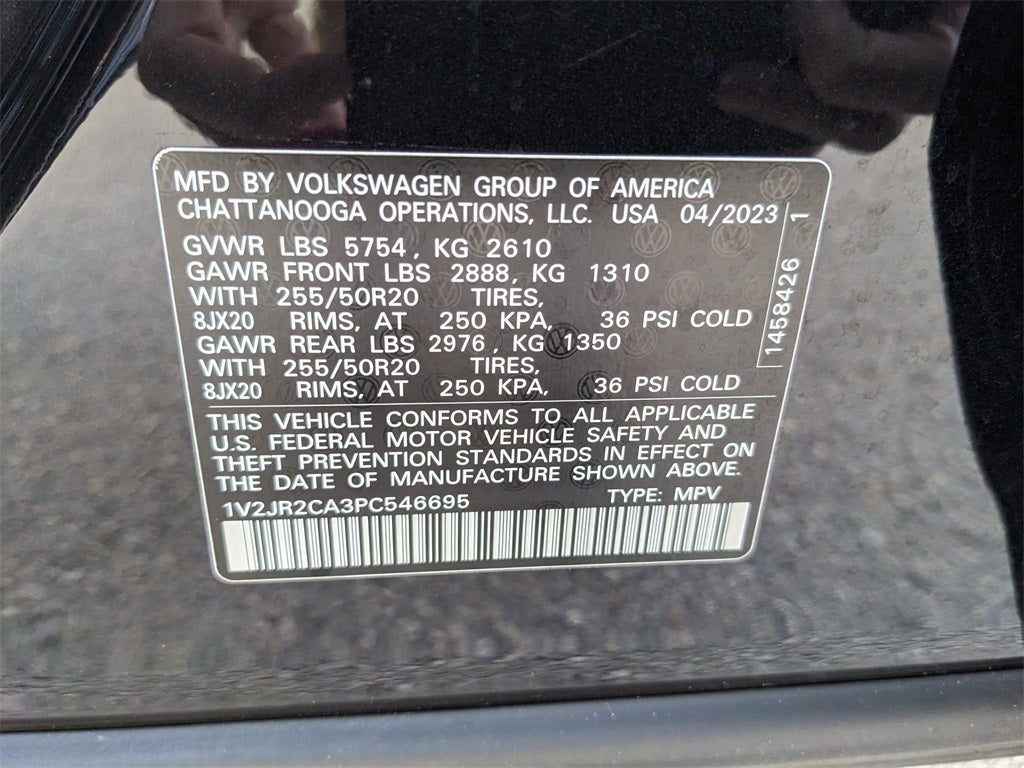 MFD BY VOLKSWAGEN GROUP OF AMERICA
CHATTANOOGA OPERATIONS, LLC. USA 04/2023
GVWR LBS 5754, KG 2610
GAWR FRONT LBS 2888, KG 1310
WITH 255/50R20 TIRES,
8JX20 RIMS, AT 250 KPA, 36 PSI COLD
GAWR REAR LBS 2976, KG 1350
WITH 255/50R20 TIRES,
8JX20 RIMS, AT 250 KPA, 36 PSI COLD
1458426 1
THIS VEHICLE CONFORMS TO ALL APPLICABLE
U.S. FEDERAL MOTOR VEHICLE SAFETY AND
THEFT PREVENTION STANDARDS IN EFFECT ON
THE DATE OF MANUFACTURE SHOWN ABOVE.
1V2JR2CA3PC546695 TYPE: MPV